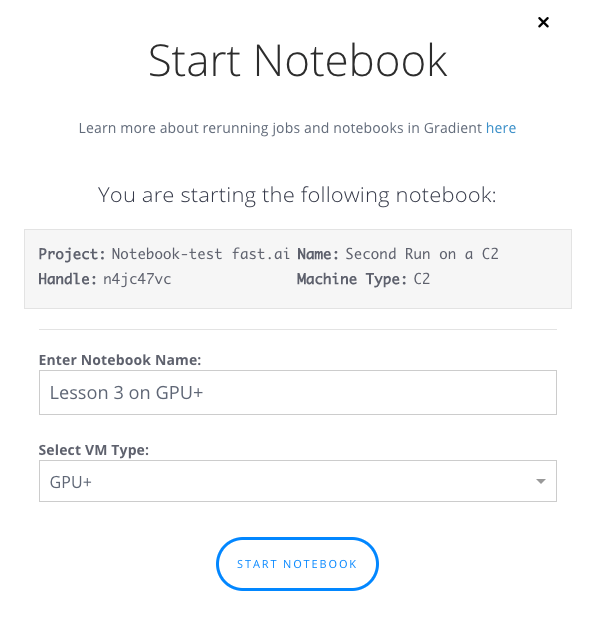 ×
Start Notebook
Learn more about rerunning jobs and notebooks in Gradient here
You are starting the following notebook:
Project: Notebook-test fast.ai Name: Second Run on a C2
Handle: n4jc47vc Machine Type: C2
Enter Notebook Name:
Lesson 3 on GPU+
Select VM Type:
GPU+
START NOTEBOOK